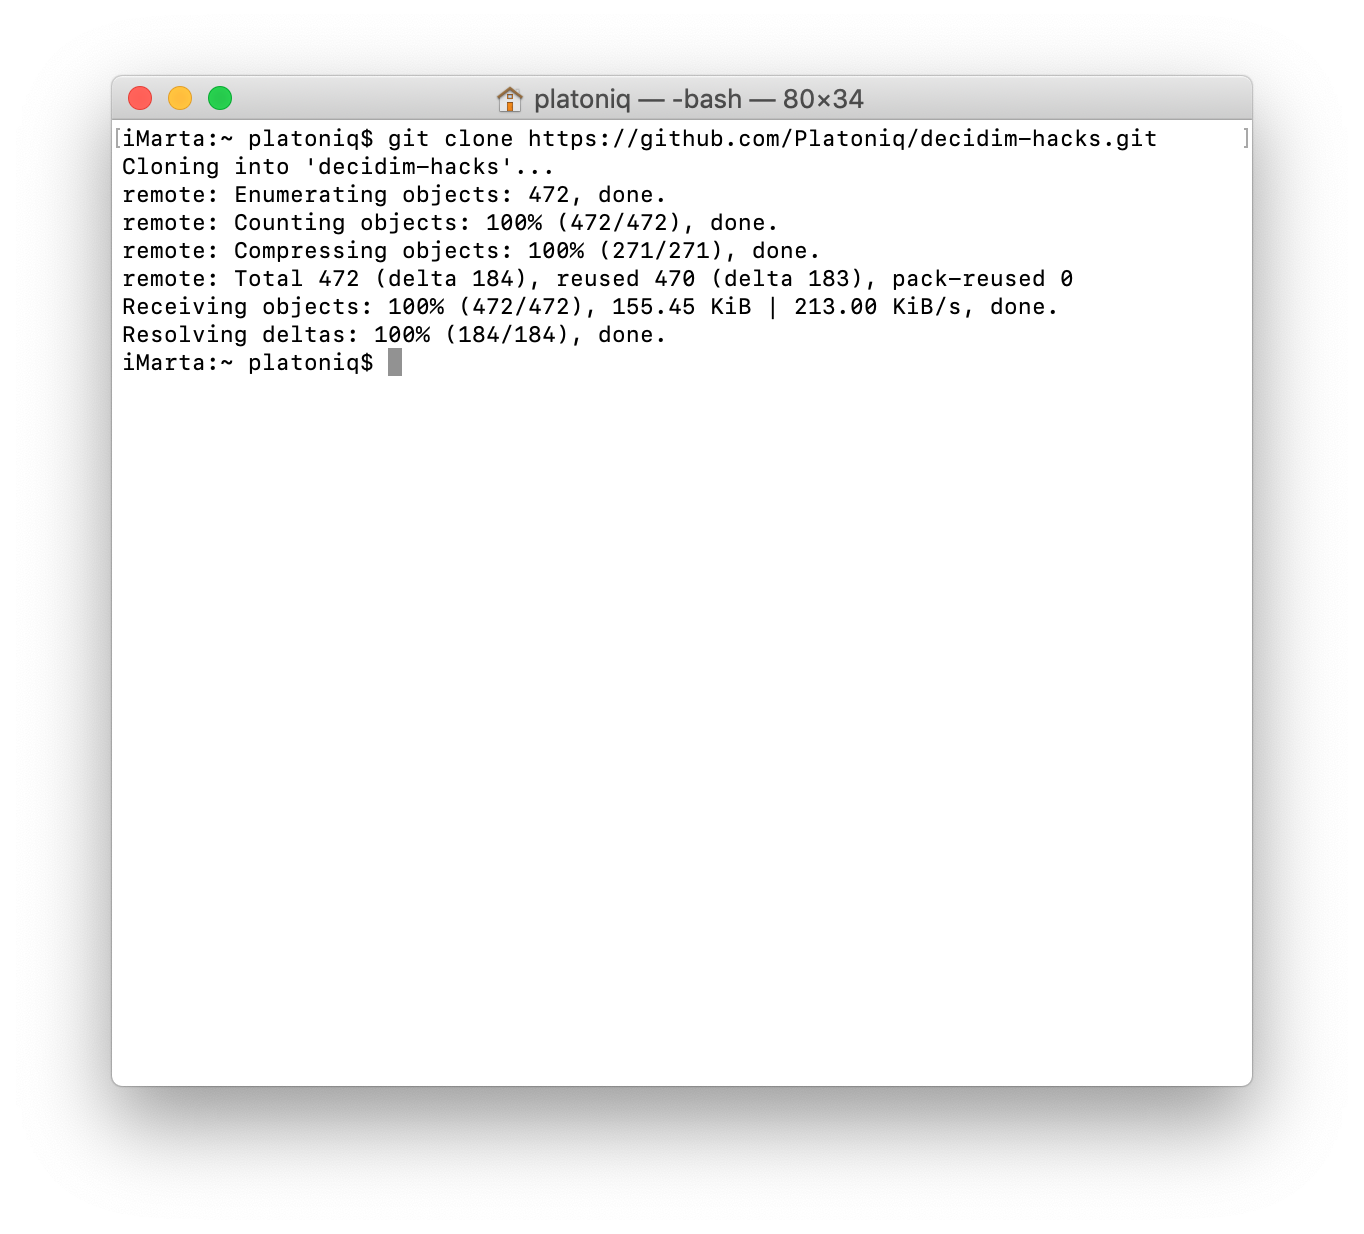 platoniq — -bash — 80×34
[iMarta:~ platoniq$ git clone https://github.com/Platoniq/decidim-hacks.git ]
Cloning into 'decidim-hacks'...
remote: Enumerating objects: 472, done.
remote: Counting objects: 100% (472/472), done.
remote: Compressing objects: 100% (271/271), done.
remote: Total 472 (delta 184), reused 470 (delta 183), pack-reused 0
Receiving objects: 100% (472/472), 155.45 KiB | 213.00 KiB/s, done.
Resolving deltas: 100% (184/184), done.
iMarta:~ platoniq$